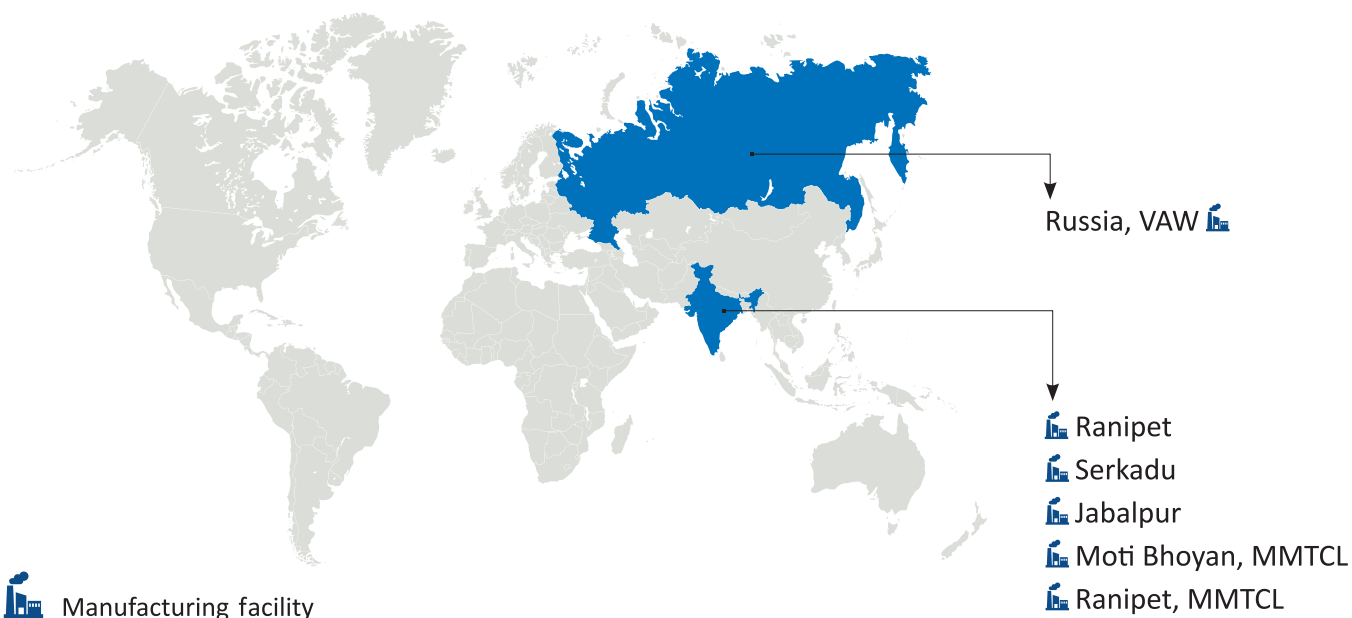 Russia, VAW
Ranipet
Serkadu
Jabalpur
Moti Bhoyan, MMTCL
Ranipet, MMTCL
Manufacturing facility